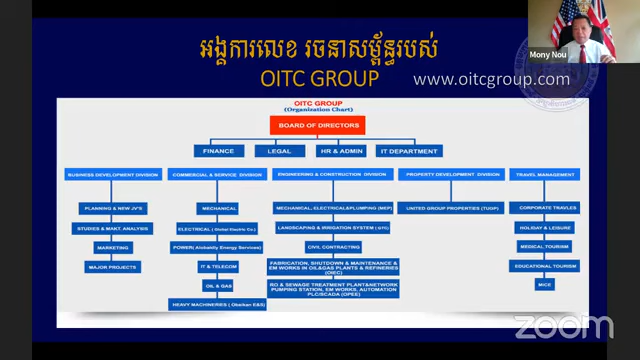 អង្គការលេខ រចនាសម្ព័ន្ធរបស់
OITC GROUP
www.oitcgroup.com
Mony Nou
OITC GROUP
(Organization Chart)
BOARD OF DIRECTORS
FINANCE
LEGAL
HR & ADMIN
IT DEPARTMENT
BUSINESS DEVELOPMENT DIVISION
PLANNING & NEW JV'S
STUDIES & MAKT. ANALYSIS
MARKETING
MAJOR PROJECTS
COMMERCIAL & SERVICE DIVISION
MECHANICAL
ELECTRICAL ( Global Electric Co.)
POWER(Alobaidly Energy Services)
IT & TELECOM
OIL & GAS
HEAVY MACHINERIES ( Obaikan E&S)
ENGINEERING & CONSTRUCTION DIVISION
MECHANICAL, ELECTRICAL&PLUMPING (MEP)
LANDSCAPING & IRRIGATION SYSTEM
CIVIL CONTRACTING
FABRICATION, SHUTDOWN & MAINTENANCE &
EM WORKS IN OIL&GAS PLANTS & REFINERIES
(OIEC)
RO & SEWAGE TREATMENT PLANT&NETWORK
PUMPING STATION, EM WORKS, AUTOMATION
PLC/SCADA (OPEE)
PROPERTY DEVELOPMENT DIVISION
UNITED GROUP PROPERTIES (TUGP)
TRAVEL MANAGEMENT
CORPORATE TRAVLES
HOLIDAY & LEISURE
MEDICAL TOURISM
EDUCATIONAL TOURISM
MICE
zoom